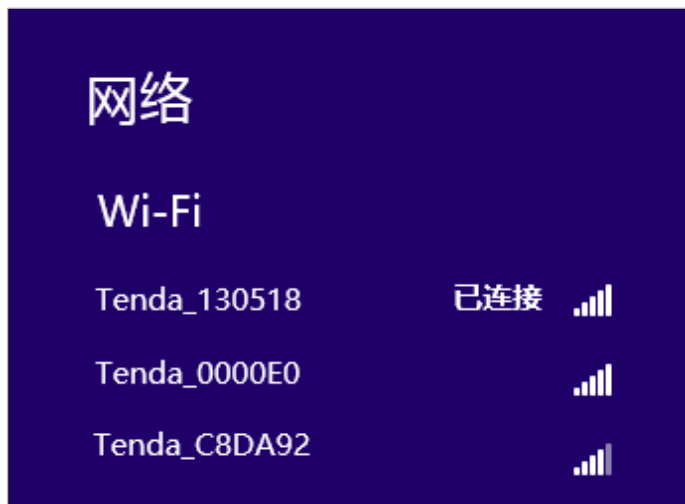 网络
Wi-Fi
Tenda_130518 已连接
Tenda_0000E0
Tenda_C8DA92